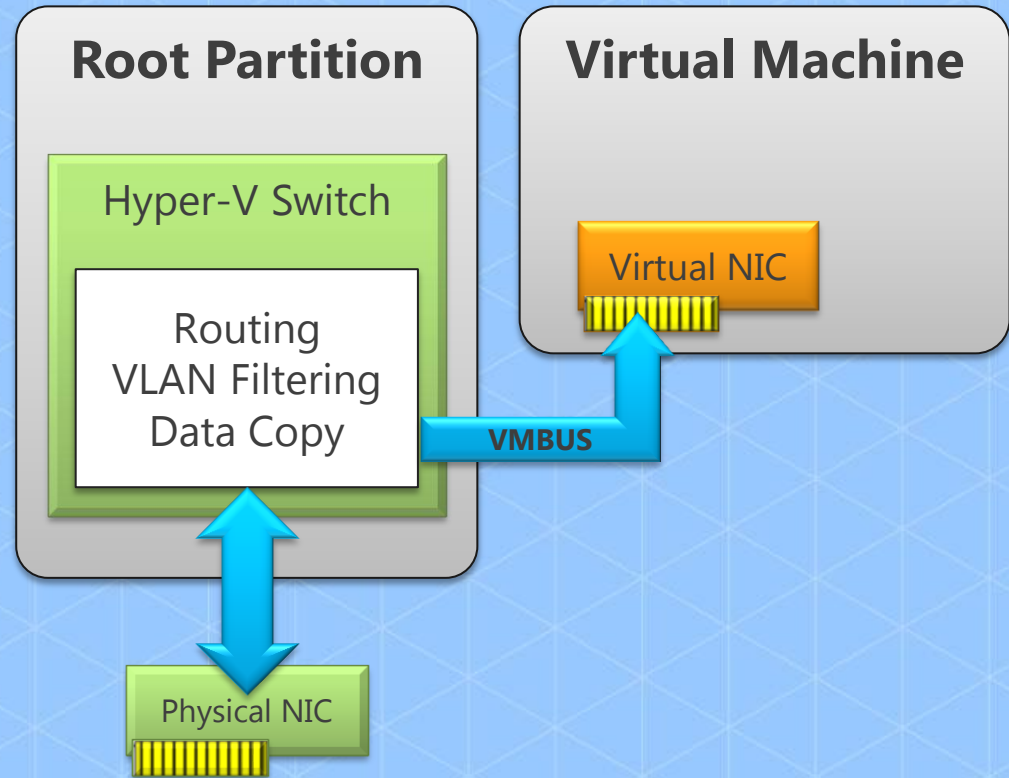 Root Partition
Hyper-V Switch
Routing
VLAN Filtering
Data Copy
Physical NIC
VMBUS
Virtual Machine
Virtual NIC